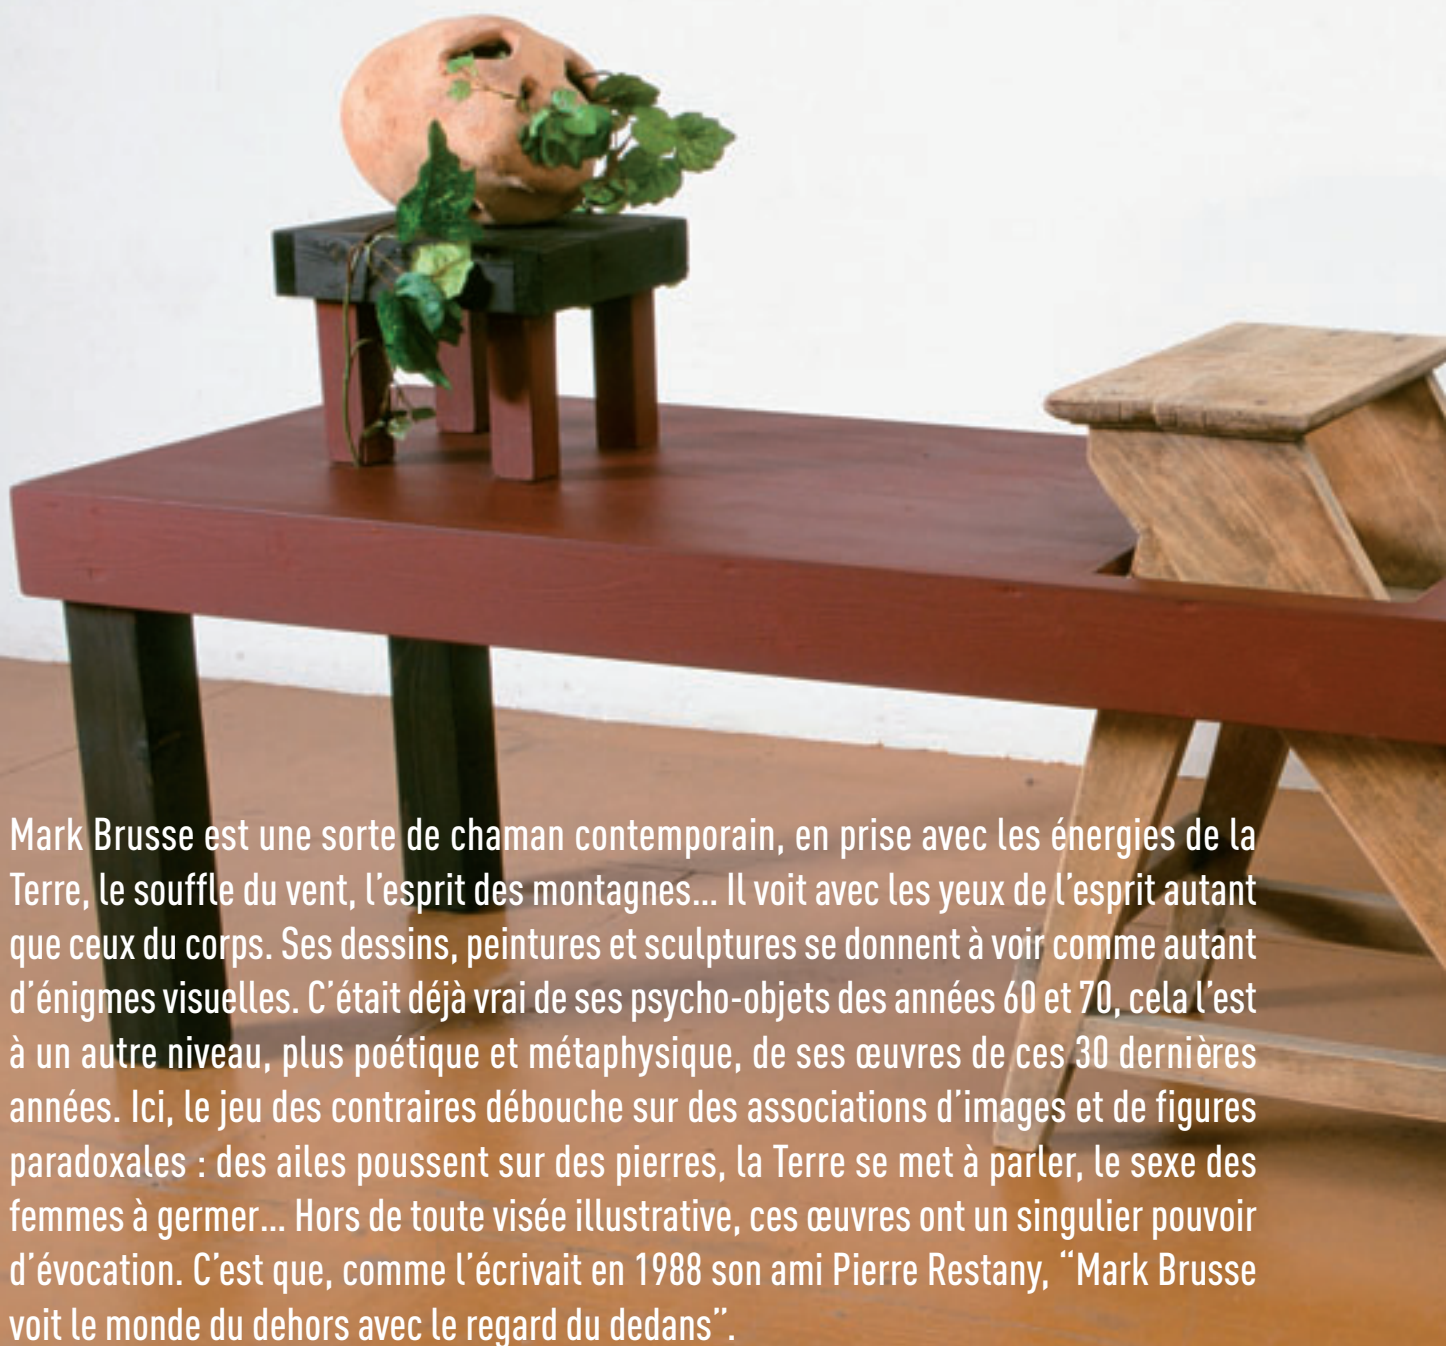 Mark Brusse est une sorte de chaman contemporain, en prise avec les énergies de la
Terre, le souffle du vent, l’esprit des montagnes... Il voit avec les yeux de l’esprit autant
que ceux du corps. Ses dessins, peintures et sculptures se donnent à voir comme autant
d’énigmes visuelles. C’était déjà vrai de ses psycho-objets des années 60 et 70, cela l’est
à un autre niveau, plus poétique et métaphysique, de ses œuvres de ces 30 dernières
années. Ici, le jeu des contraires débouche sur des associations d’images et de figures
paradoxales : des ailes poussent sur des pierres, la Terre se met à parler, le sexe des
femmes à germer... Hors de toute visée illustrative, ces œuvres ont un singulier pouvoir
d’évocation. C’est que, comme l’écrivait en 1988 son ami Pierre Restany, “Mark Brusse
voit le monde du dehors avec le regard du dedans”.